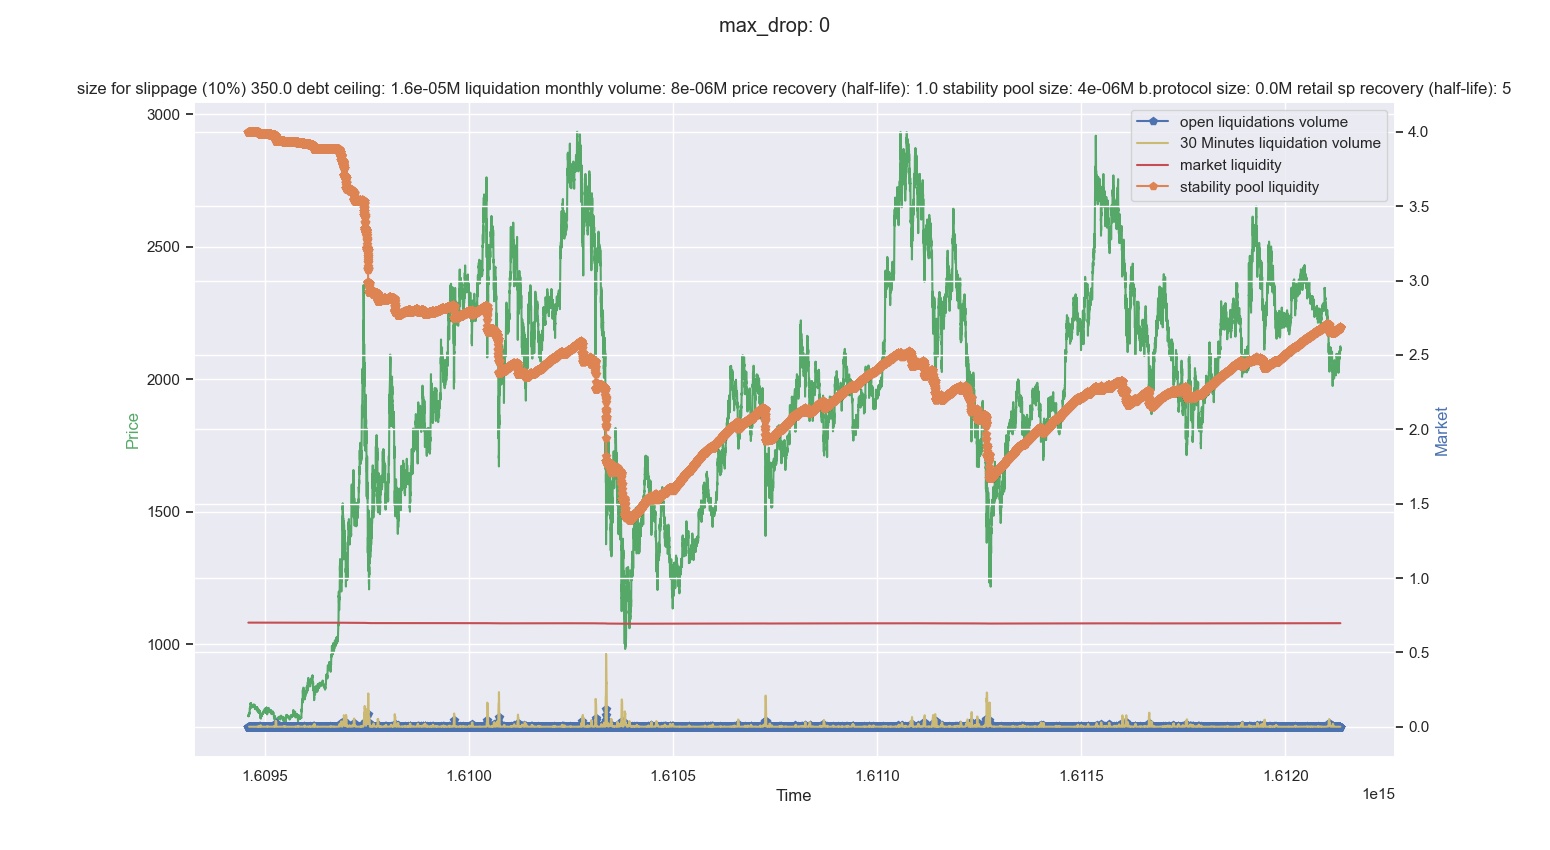 max_drop: 0
size for slippage (10%) 350.0 debt ceiling: 1.6e-05M liquidation monthly volume: 8e-06M price recovery (half-life): 1.0 stability pool size: 4e-06M b.protocol size: 0.0M retail sp recovery (half-life): 5
open liquidations volume
30 Minutes liquidation volume
market liquidity
stability pool liquidity
3000
2500
2000
1500
1000
Price
4.0
3.5
3.0
2.5
2.0
1.5
1.0
0.5
0.0
Market
1.6095 1.6100 1.6105 1.6110 1.6115 1.6120
1e15
Time